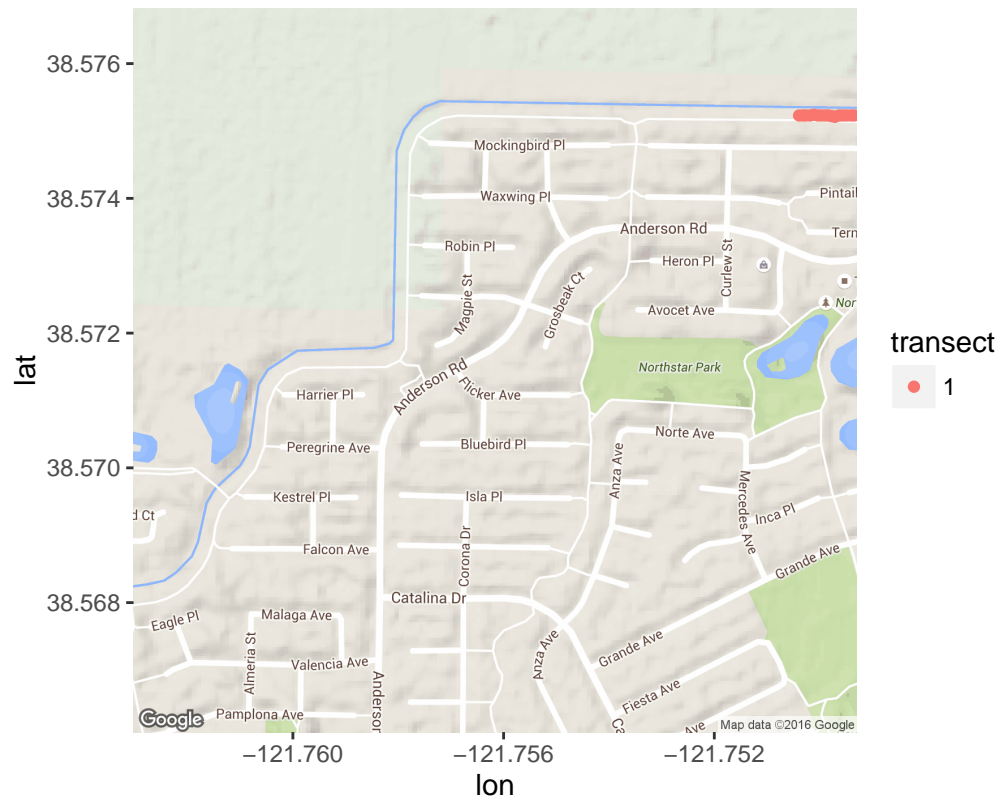 38.576
38.574
38.572
38.570
38.568
lat
Mockingbird Pl
Waxwing Pl
Pintail
Anderson Rd
Tern
Robin Pl
Heron Pl
Curlew St
Magpie St
Grosbeak Ct
Avocet Ave
Nor
Northstar Park
Anderson Rd
Flicker Ave
Harrier Pl
Norte Ave
Peregrine Ave
Bluebird Pl
Anza Ave
Mercedes Ave
Kestrel Pl
Isla Pl
Inca Pl
d Ct
Falcon Ave
Corona Dr
Grande Ave
Catalina Dr
Eagle Pl
Malaga Ave
Almeria St
Valencia Ave
Anza Ave
Grande Ave
Anderson
Fiesta Ave
Pamplona Ave
Ca
Ave
Google
Map data ©2016 Google
−121.760
−121.756
−121.752
lon
transect
1